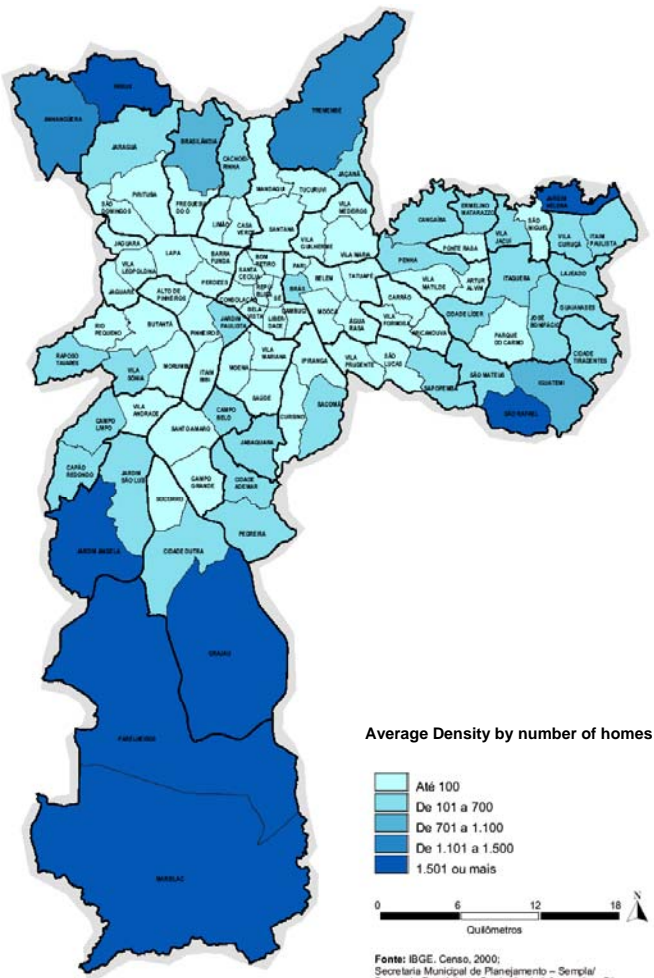 PERUS
ANHANGÜERA
TREMEMBÉ
JARAGUÁ
BRASILÂNDIA
CACHOEI-
RINHA
JAÇANÃ
MANDAQUI
TUCURUVI
PIRITUBA
SÃO
DOMINGOS
FREGUESIA
DO Ó
LIMÃO
CASA
VERDE
SANTANA
VILA
MEDEIROS
VILA
GUILHERME
VILA MARIA
CANGAÍBA
ERMELINO
MATARAZZO
JARDIM
HELENA
VILA
JACUÍ
SÃO
MIGUEL
VILA
CURUÇÁ
ITAIM
PAULISTA
JAGUARA
VILA
LEOPOLDINA
LAPA
BARRA
FUNDA
BOM
RETIRO
PARI
BELÉM
TATUAPÉ
PENHA
PONTE RASA
VILA
MATILDE
ARTUR
ALVIM
ITAQUERA
LAJEADO
JAGUARÉ
ALTO DE
PINHEIROS
PERDIZES
SANTA
CECÍLIA
REPÚ-
BLICA
SÉ
BRÁS
CONSOLAÇÃO
BELA
VISTA
LIBER-
DADE
CAMBUCI
MOOCA
ÁGUA
RASA
CARRÃO
VILA
FORMOSA
ARICANDUVA
CIDADE LÍDER
PARQUE
DO CARMO
JOSÉ
BONIFÁCIO
GUAIANASES
CIDADE
TIRADENTES
RIO
PEQUENO
BUTANTÃ
PINHEIROS
JARDIM
PAULISTA
VILA
MARIANA
IPIRANGA
VILA
PRUDENTE
SÃO
LUCAS
SAPOPEMBA
SÃO MATEUS
IGUATEMI
SÃO RAFAEL
RAPOSO
TAVARES
VILA
SÔNIA
MORUMBI
ITAIM
BIBI
MOEMA
SAÚDE
CURSINO
SACOMÃ
CAMPO
LIMPO
VILA
ANDRADE
SANTO AMARO
CAMPO
BELO
JABAQUARA
CAPÃO
REDONDO
JARDIM
SÃO LUÍS
SOCORRO
CAMPO
GRANDE
CIDADE
ADEMAR
PEDREIRA
JARDIM ÂNGELA
CIDADE DUTRA
GRAJAÚ
PARELHEIROS
MARSILAC
Average Density by number of homes
Até 100
De 101 a 700
De 701 a 1.100
De 1.101 a 1.500
1.501 ou mais
0 6 12 18
N
Quilômetros
Fonte: IBGE. Censo, 2000;
Secretaria Municipal de Planejamento – Sempla/